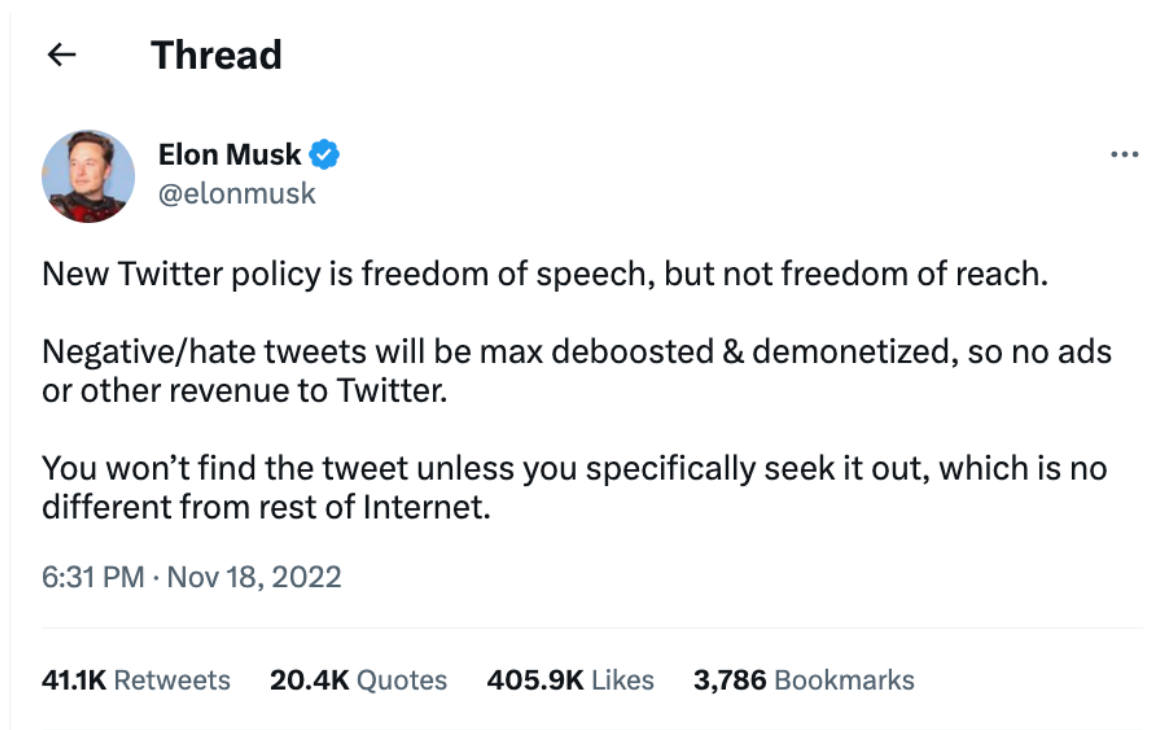 Thread
Elon Musk
@elonmusk
New Twitter policy is freedom of speech, but not freedom of reach.
Negative/hate tweets will be max deboosted & demonetized, so no ads
or other revenue to Twitter.
You won’t find the tweet unless you specifically seek it out, which is no
different from rest of Internet.
6:31 PM · Nov 18, 2022
41.1K Retweets 20.4K Quotes 405.9K Likes 3,786 Bookmarks